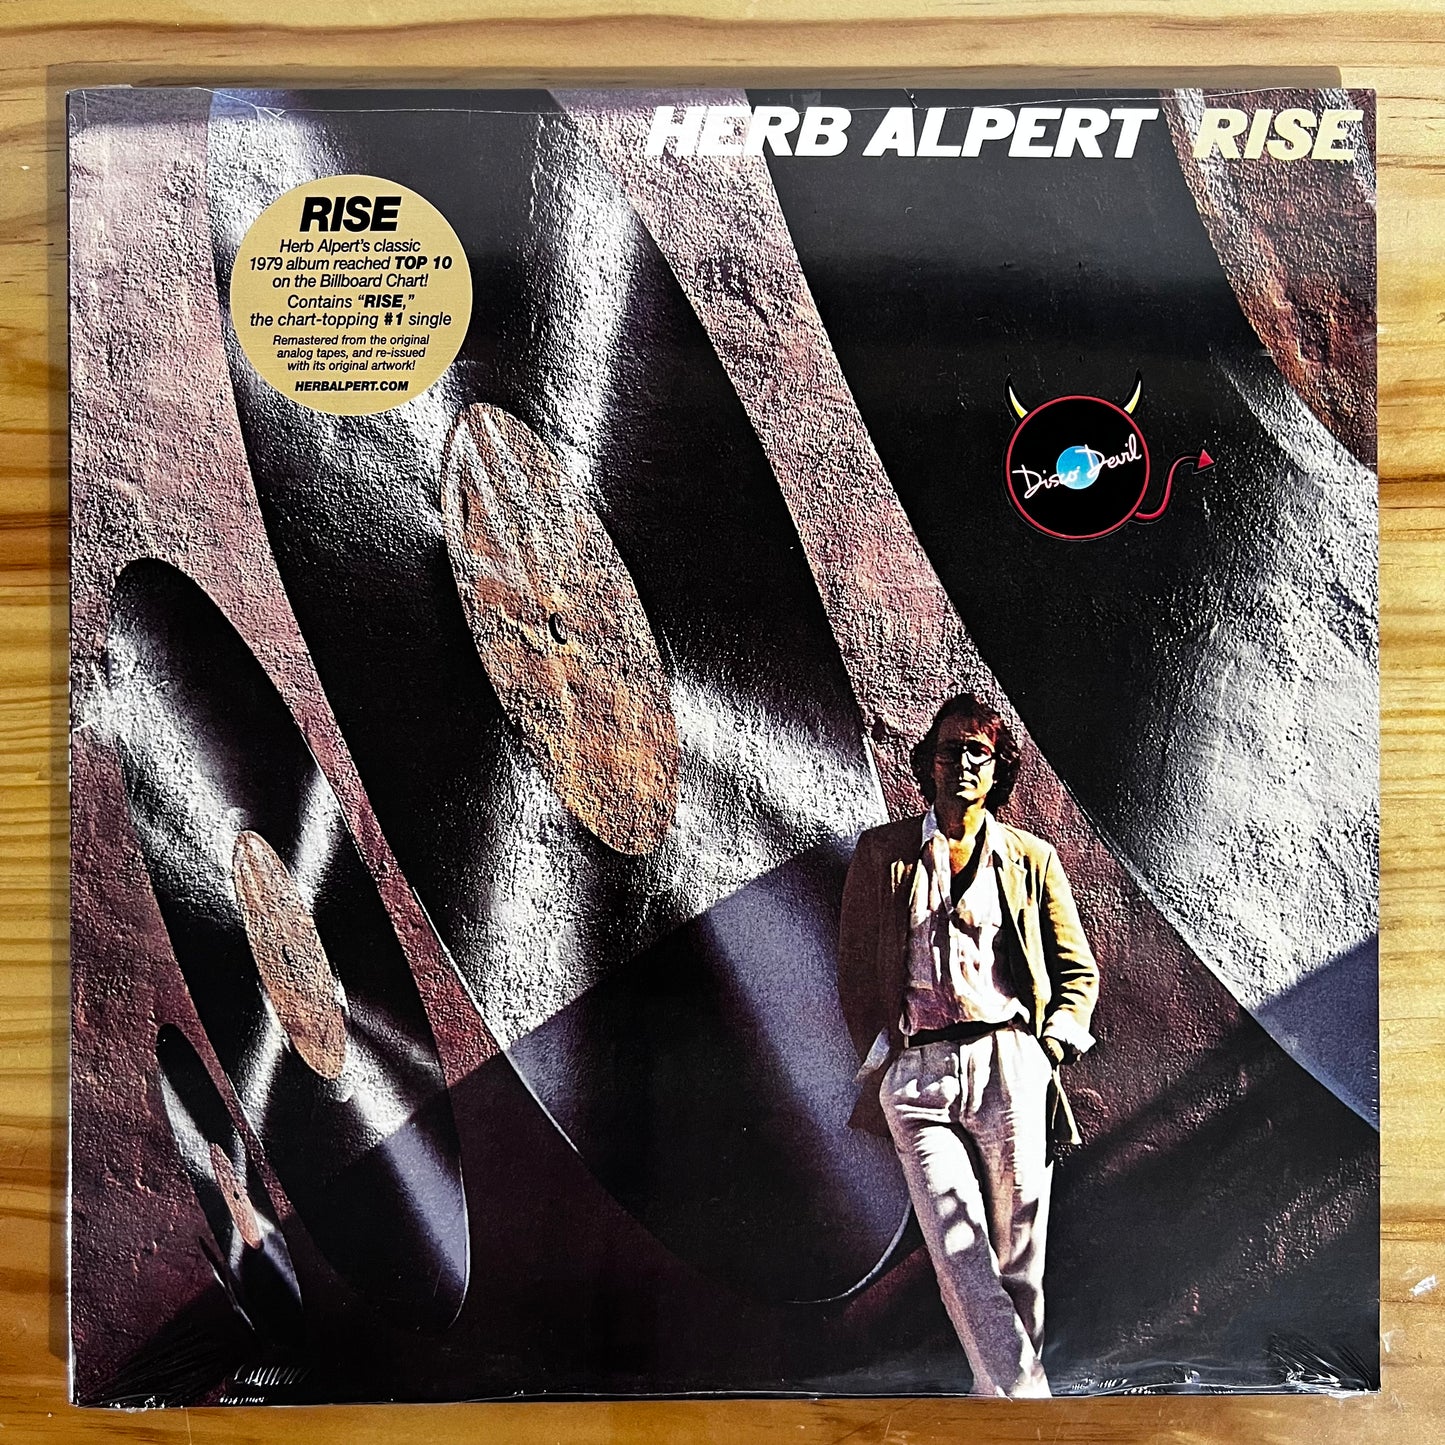 HERB ALPERT RISE
RISE
Herb Alpert's classic
1979 album reached TOP 10
on the Billboard Chart!
Contains “RISE,”
the chart-topping #1 single
Remastered from the original
analog tapes, and re-issued
with its original artwork!
HERBALPERT.COM
Disco Devil